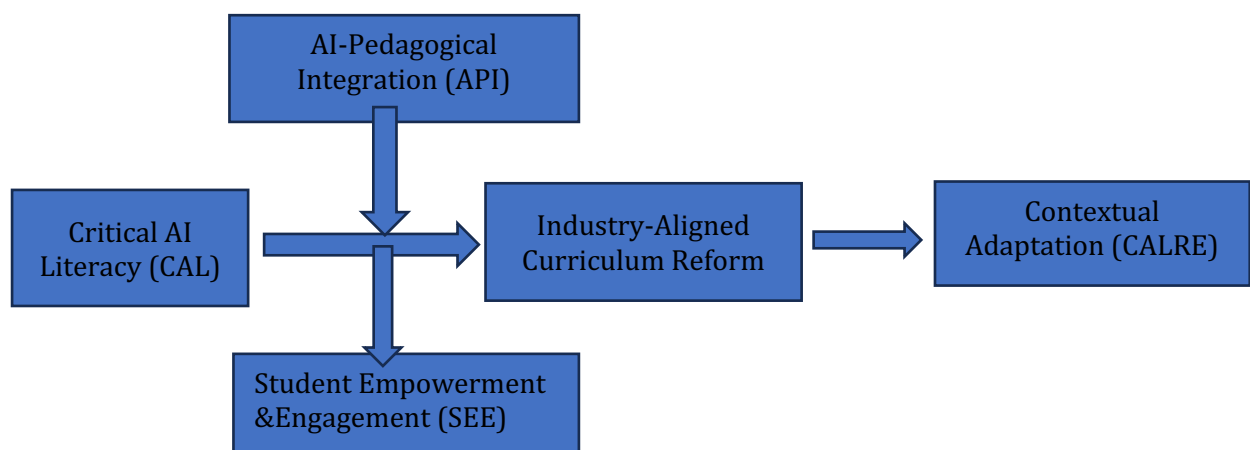 AI-Pedagogical
Integration (API)
Critical AI
Literacy (CAL)
Industry-Aligned
Curriculum Reform
Contextual
Adaptation (CALRE)
Student Empowerment
&Engagement (SEE)